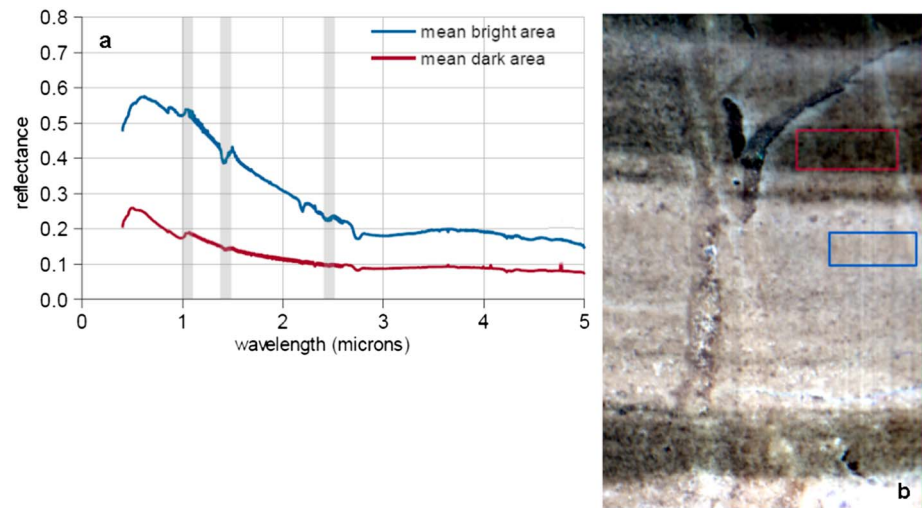 a
mean bright area
mean dark area
reflectance
0.8
0.7
0.6
0.5
0.4
0.3
0.2
0.1
0.0
0 1 2 3 4 5
wavelength (microns)
b